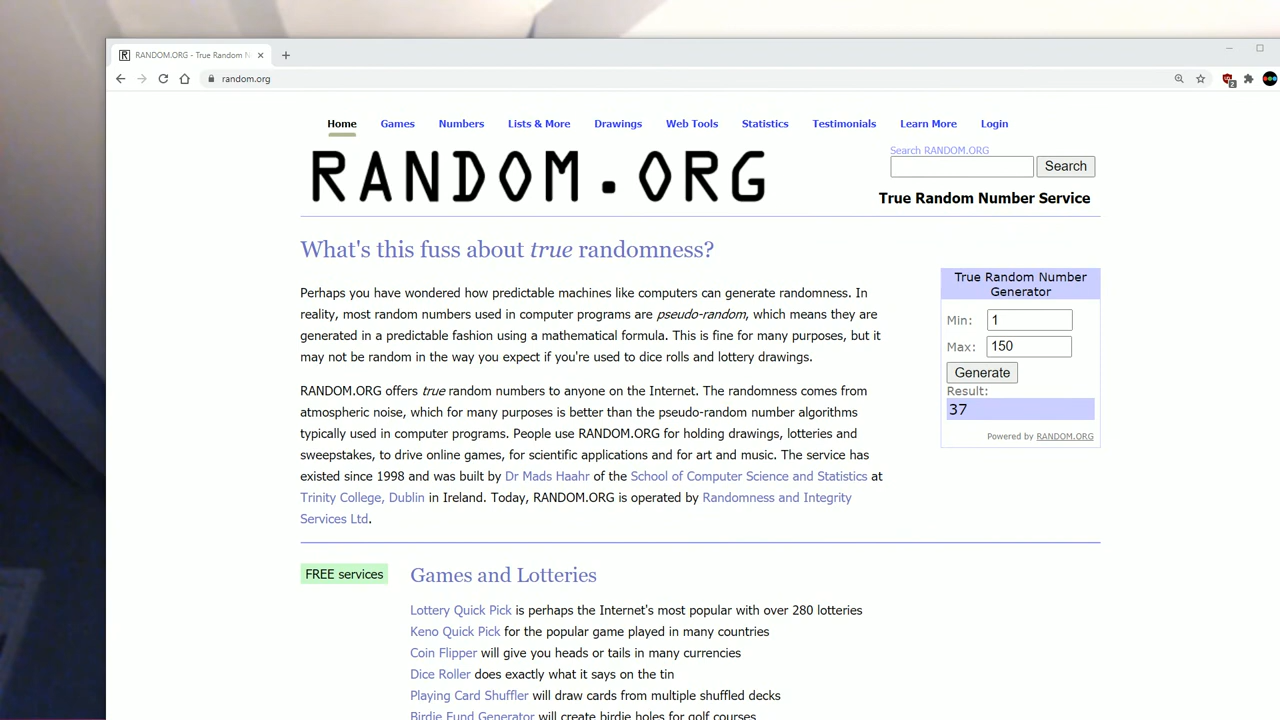 RANDOM.ORG - True Random N
random.org
2
Home Games Numbers Lists & More Drawings Web Tools Statistics Testimonials Learn More Login
RANDOM.ORG
Search RANDOM.ORG
Search
True Random Number Service
What's this fuss about true randomness?
Perhaps you have wondered how predictable machines like computers can generate randomness. In
reality, most random numbers used in computer programs are pseudo-random, which means they are
generated in a predictable fashion using a mathematical formula. This is fine for many purposes, but it
may not be random in the way you expect if you're used to dice rolls and lottery drawings.
RANDOM.ORG offers true random numbers to anyone on the Internet. The randomness comes from
atmospheric noise, which for many purposes is better than the pseudo-random number algorithms
typically used in computer programs. People use RANDOM.ORG for holding drawings, lotteries and
sweepstakes, to drive online games, for scientific applications and for art and music. The service has
existed since 1998 and was built by Dr Mads Haahr of the School of Computer Science and Statistics at
Trinity College, Dublin in Ireland. Today, RANDOM.ORG is operated by Randomness and Integrity
Services Ltd.
True Random Number
Generator
Min: 1
Max: 150
Generate
Result:
37
Powered by RANDOM.ORG
FREE services
Games and Lotteries
Lottery Quick Pick is perhaps the Internet's most popular with over 280 lotteries
Keno Quick Pick for the popular game played in many countries
Coin Flipper will give you heads or tails in many currencies
Dice Roller does exactly what it says on the tin
Playing Card Shuffler will draw cards from multiple shuffled decks
Birdie Fund Generator will create birdie holes for golf courses